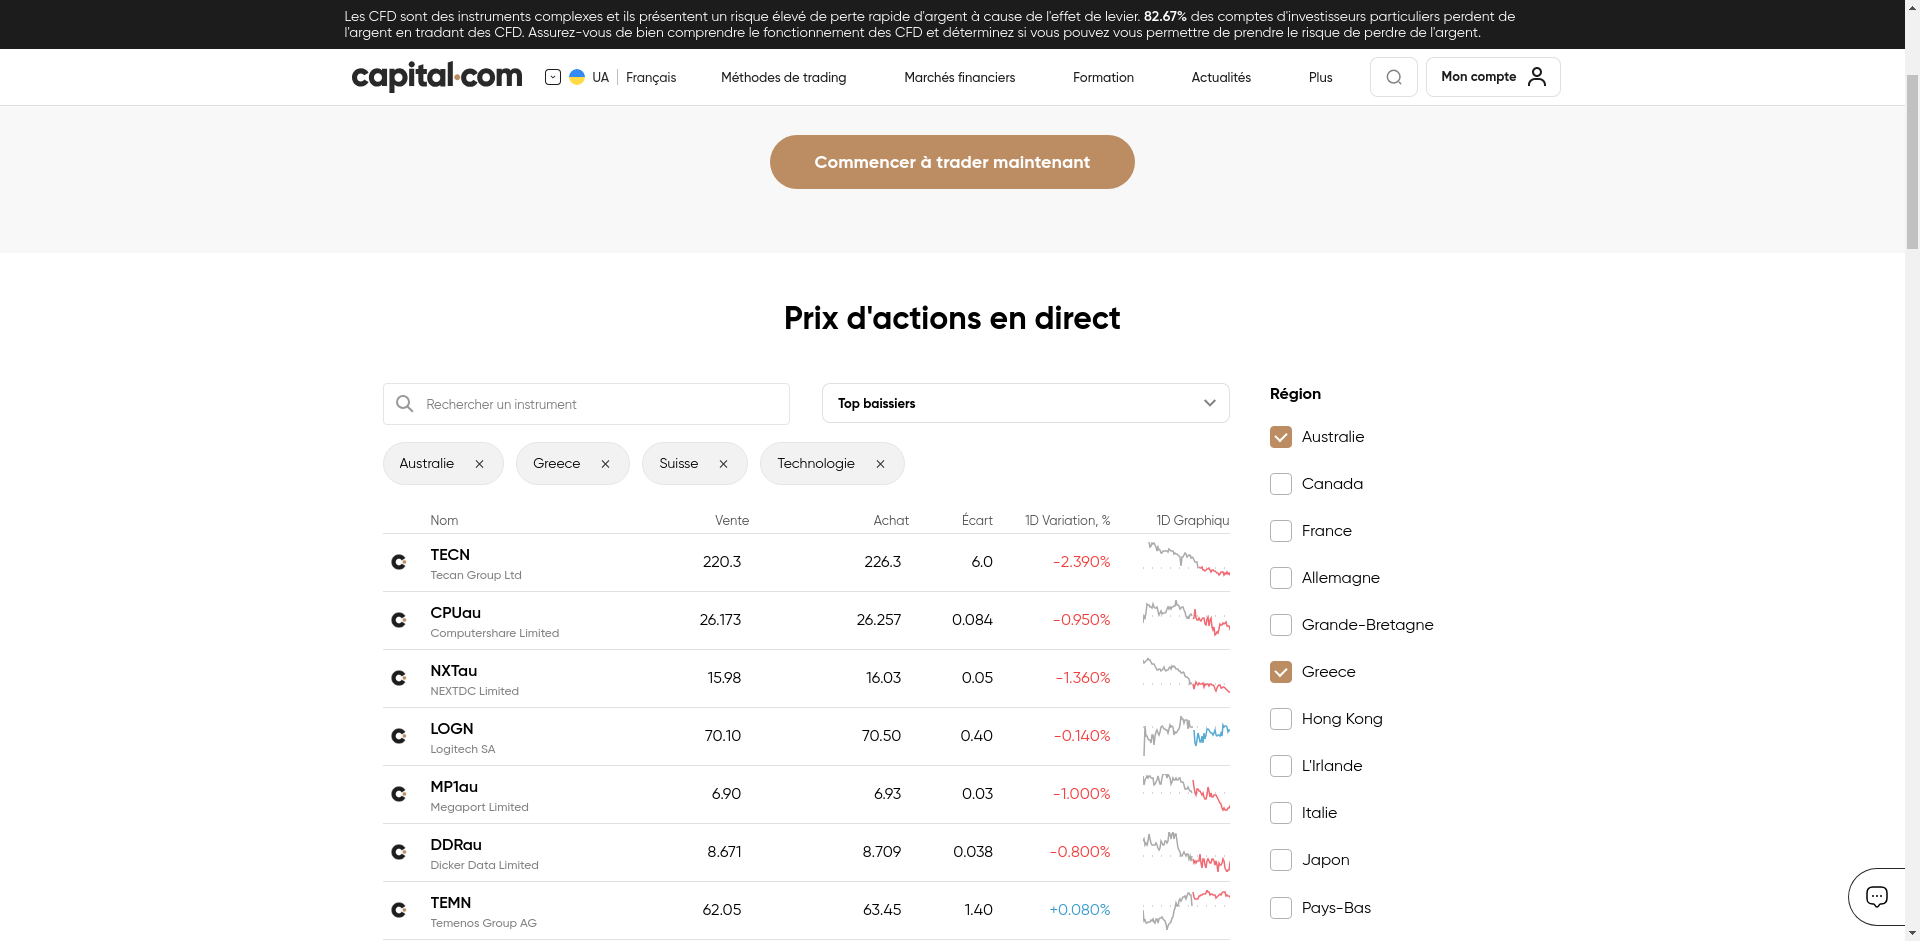 Les CFD sont des instruments complexes et ils présentent un risque élevé de perte rapide d'argent à cause de l'effet de levier. 82.67% des comptes d'investisseurs particuliers perdent de
l'argent en tradant des CFD. Assurez-vous de bien comprendre le fonctionnement des CFD et déterminez si vous pouvez vous permettre de prendre le risque de perdre de l'argent.
capital.com UA Français Méthodes de trading Marchés financiers Formation Actualités Plus Mon compte
Commencer à trader maintenant
Prix d'actions en direct
Rechercher un instrument
Top baissiers
Australie Greece Suisse Technologie
Nom Vente Achat Écart 1D Variation, % 1D Graphiqu
TECN 220.3 226.3 6.0 -2.390%
Tecan Group Ltd
CPUau 26.173 26.257 0.084 -0.950%
Computershare Limited
NXTau 15.98 16.03 0.05 -1.360%
NEXTDC Limited
LOGN 70.10 70.50 0.40 -0.140%
Logitech SA
MP1au 6.90 6.93 0.03 -1.000%
Megaport Limited
DDRau 8.671 8.709 0.038 -0.800%
Dicker Data Limited
TEMN 62.05 63.45 1.40 +0.080%
Temenos Group AG
Région
Australie
Canada
France
Allemagne
Grande-Bretagne
Greece
Hong Kong
L'Irlande
Italie
Japon
Pays-Bas